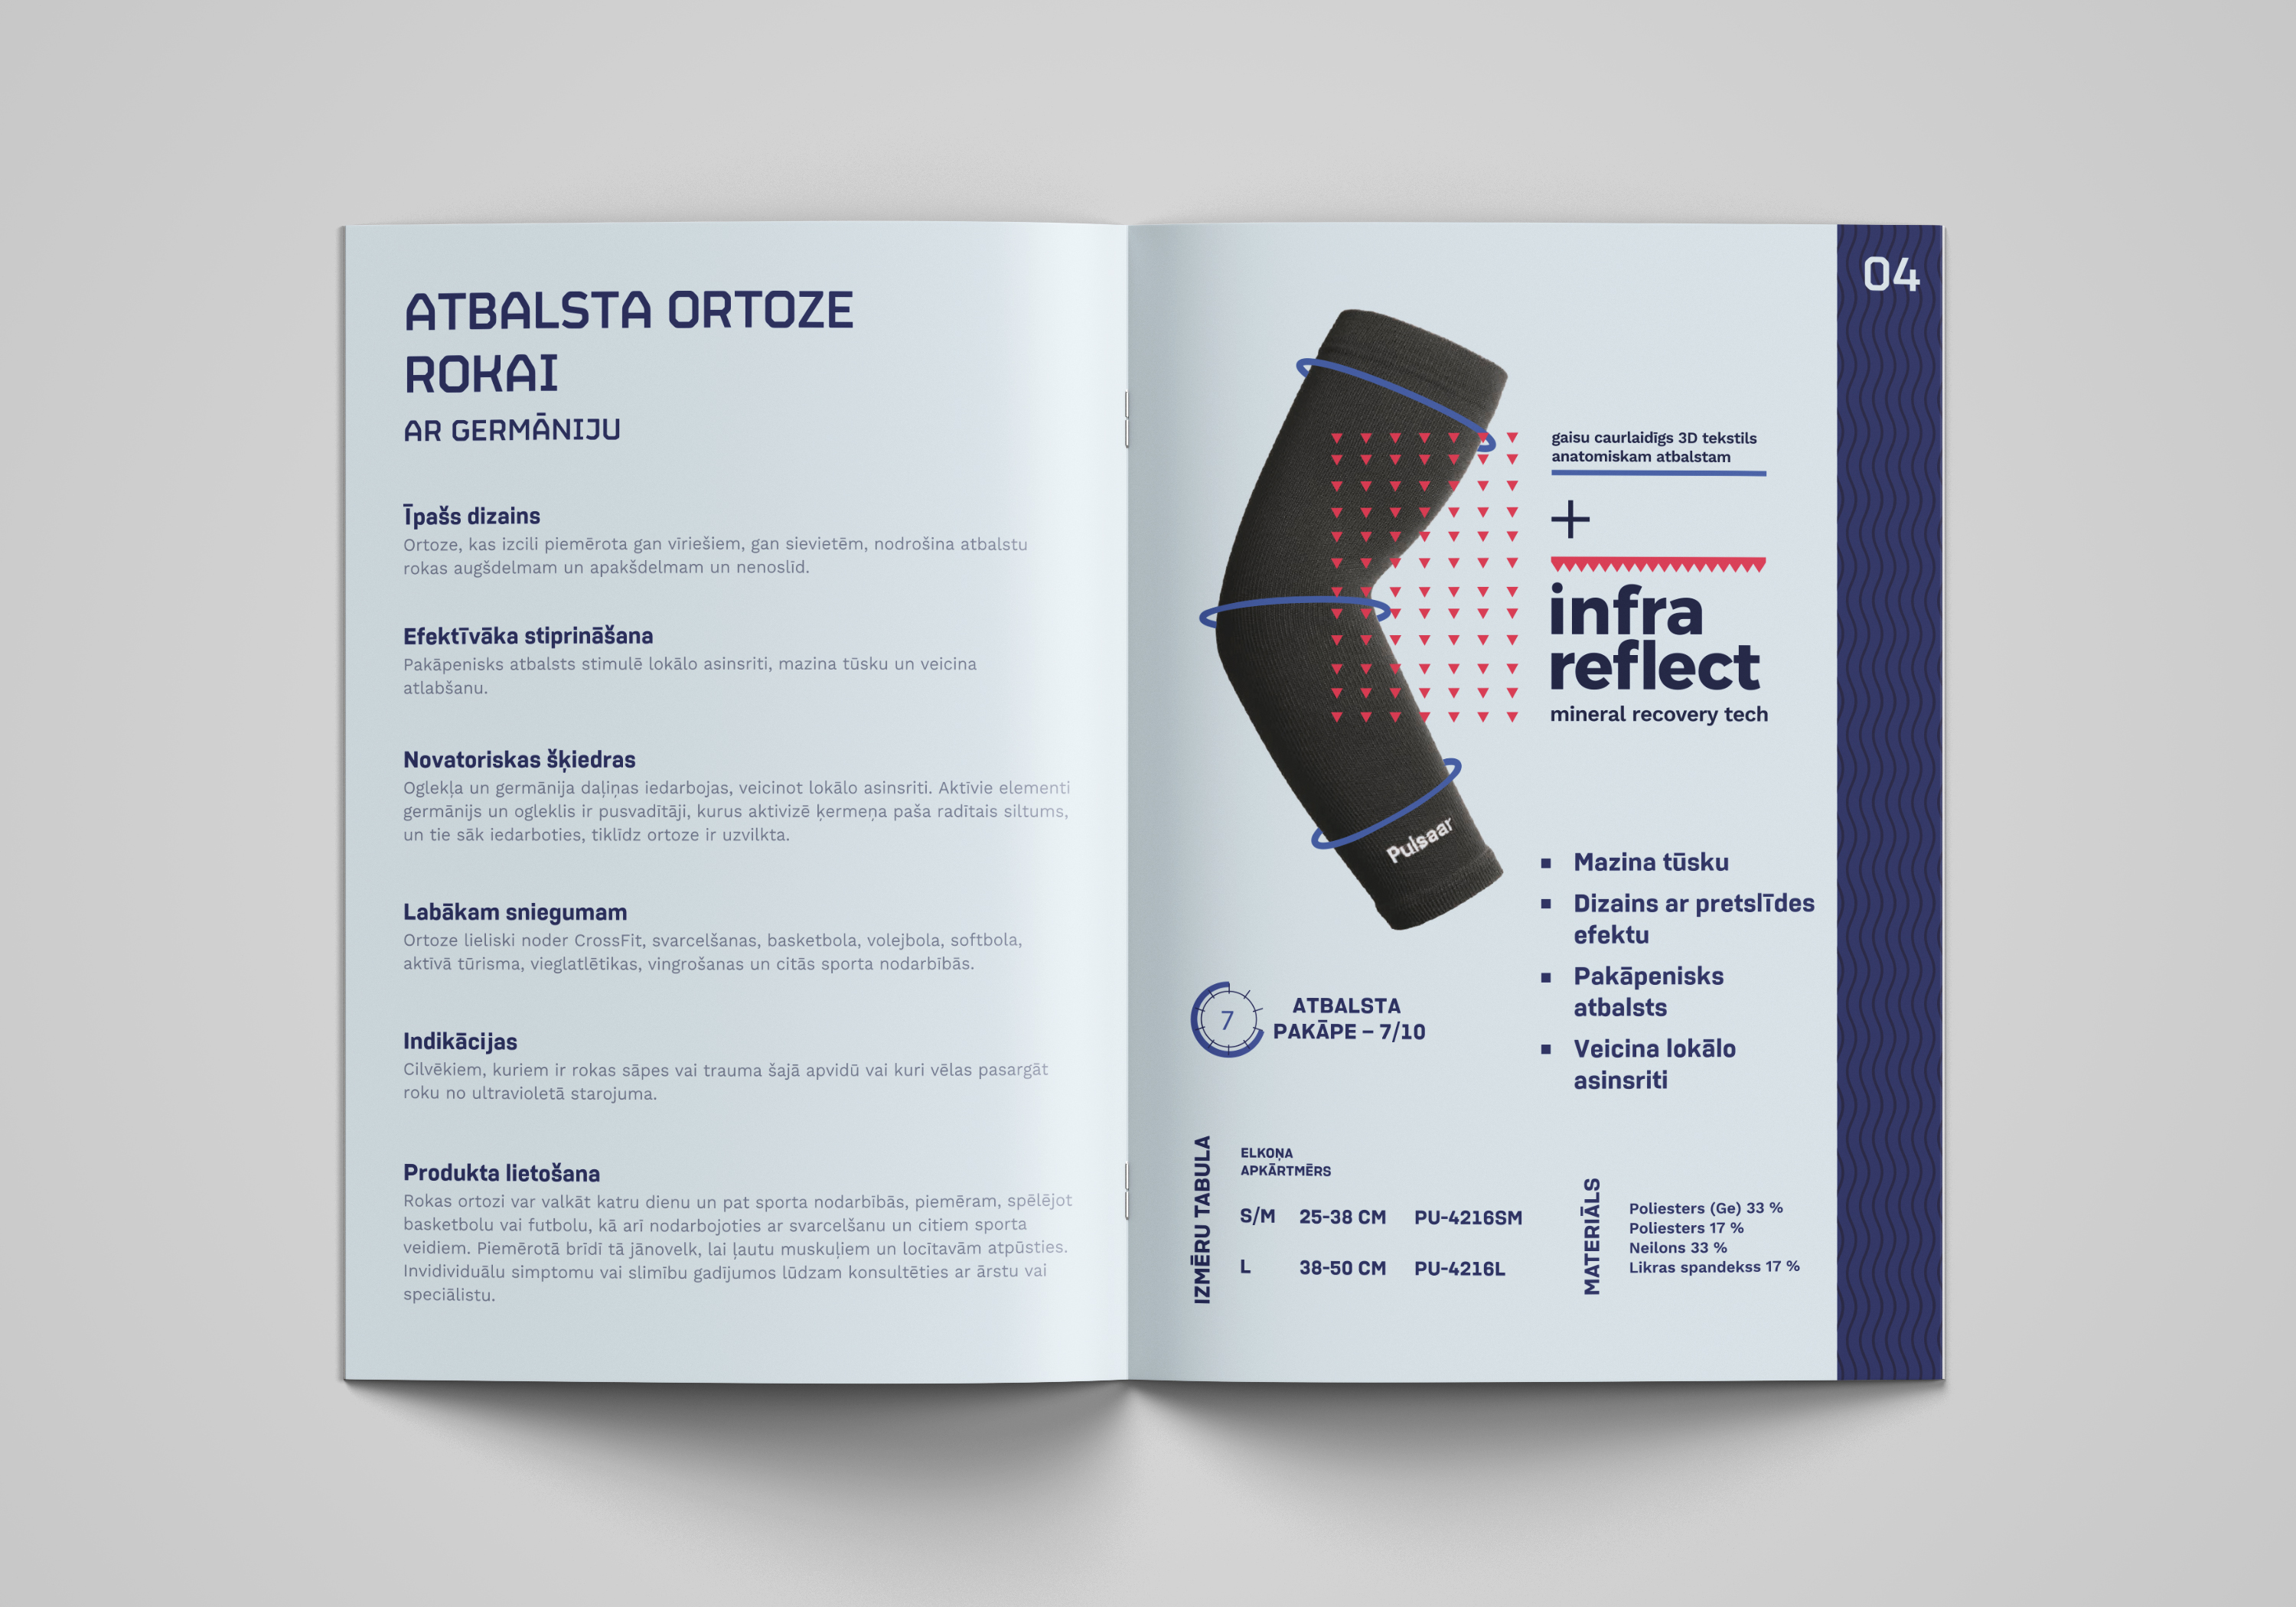 ATBALSTA ORTOZE
ROKAI
AR GERMĀNIJU
Īpašs dizains
Ortoze, kas izcili piemērota gan vīriešiem, gan sievietēm, nodrošina atbalstu
rokas augšdelmam un apakšdelmam un nenoslīd.
Efektīvāka stiprināšana
Pakāpenisks atbalsts stimulē lokālo asinsriti, mazina tūsku un veicina
atlabšanu.
Novatoriskas šķiedras
Oglekļa un germānija daļiņas iedarbojas, veicinot lokālo asinsriti. Aktīvie elementi
germānijs un ogleklis ir pusvadītāji, kurus aktivizē ķermeņa paša radītais siltums,
un tie sāk iedarboties, tiklīdz ortoze ir uzvilkta.
Labākam sniegumam
Ortoze lieliski noder CrossFit, svarcelšanas, basketbola, volejbola, softbola,
aktīvā tūrisma, vieglatlētikas, vingrošanas un citās sporta nodarbībās.
Indikācijas
Cilvēkiem, kuriem ir rokas sāpes vai trauma šajā apvidū vai kuri vēlas pasargāt
roku no ultravioletā starojuma.
Produkta lietošana
Rokas ortozi var valkāt katru dienu un pat sporta nodarbībās, piemēram, spēlējot
basketbolu vai futbolu, kā arī nodarbojoties ar svarcelšanu un citiem sporta
veidiem. Piemērotā brīdī tā jānovelk, lai ļautu muskuļiem un locītavām atpūsties.
Invidividuālu simptomu vai slimību gadījumos lūdzam konsultēties ar ārstu vai
speciālistu.
04
gaisu caurlaidīgs 3D tekstils
anatomiskam atbalstam
+
infra
reflect
mineral recovery tech
Pulsaar
▪ Mazina tūsku
▪ Dizains ar pretslīdes
efektu
▪ Pakāpenisks
atbalsts
▪ Veicina lokālo
asinsriti
7
ATBALSTA
PAKĀPE – 7/10
IZMĒRU TABULA
ELKOŅA
APKĀRTMĒRS
S/M 25-38 CM PU-4216SM
L 38-50 CM PU-4216L
MATERIĀLS
Poliesters (Ge) 33 %
Poliesters 17 %
Neilons 33 %
Likras spandekss 17 %